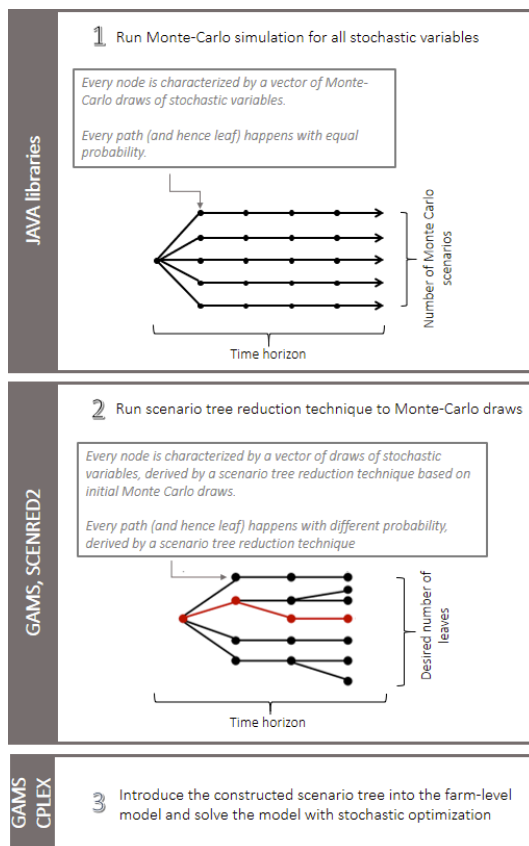 JAVA libraries
1 Run Monte-Carlo simulation for all stochastic variables
Every node is characterized by a vector of Monte-
Carlo draws of stochastic variables.
Every path (and hence leaf) happens with equal
probability.
Number of Monte Carlo
scenarios
Time horizon
GAMS, SCENRED2
2 Run scenario tree reduction technique to Monte-Carlo draws
Every node is characterized by a vector of draws of stochastic
variables, derived by a scenario tree reduction technique based on
initial Monte Carlo draws.
Every path (and hence leaf) happens with different probability,
derived by a scenario tree reduction technique
Desired number of
leaves
Time horizon
GAMS
CPLEX
3 Introduce the constructed scenario tree into the farm-level
model and solve the model with stochastic optimization